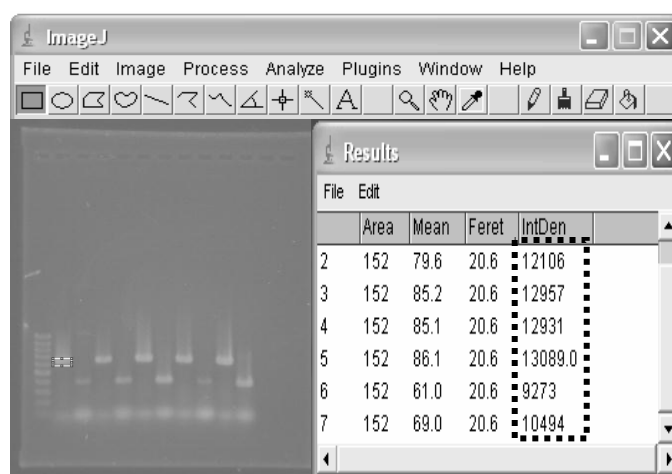 ImageJ
File Edit Image Process Analyze Plugins Window Help
A
Results
File Edit
Area Mean Feret IntDen
2 152 79.6 20.6 12106
3 152 85.2 20.6 12957
4 152 85.1 20.6 12931
5 152 86.1 20.6 13089.0
6 152 61.0 20.6 9273
7 152 69.0 20.6 10494